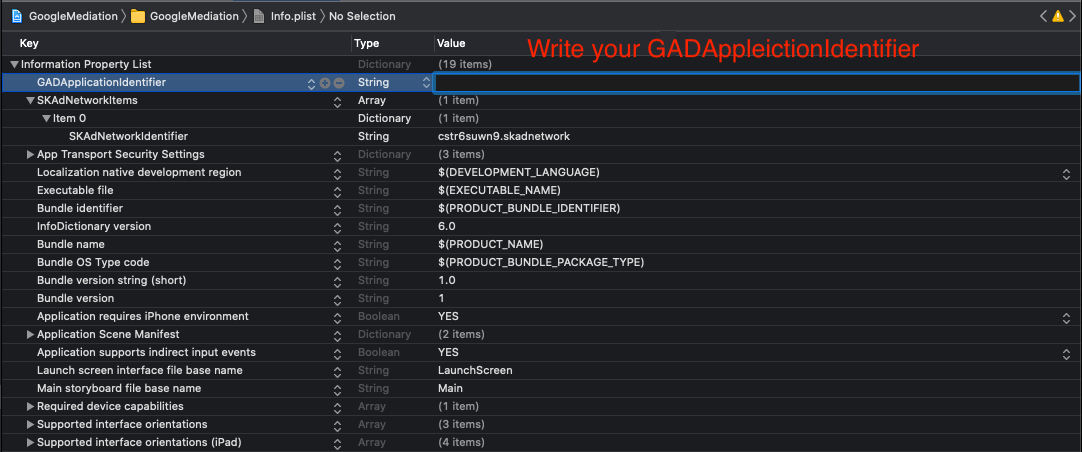 GoogleMediation GoogleMediation Info.plist No Selection
Key Type Value
Write your GADAppleictionIdentifier
Information Property List Dictionary (19 items)
GADApplicationIdentifier String
SKAdNetworkItems Array (1 item)
Item 0 Dictionary (1 item)
SKAdNetworkIdentifier String cstr6suwn9.skadnetwork
App Transport Security Settings Dictionary (3 items)
Localization native development region String $(DEVELOPMENT_LANGUAGE)
Executable file String $(EXECUTABLE_NAME)
Bundle identifier String $(PRODUCT_BUNDLE_IDENTIFIER)
InfoDictionary version String 6.0
Bundle name String $(PRODUCT_NAME)
Bundle OS Type code String $(PRODUCT_BUNDLE_PACKAGE_TYPE)
Bundle version string (short) String 1.0
Bundle version String 1
Application requires iPhone environment Boolean YES
Application Scene Manifest Dictionary (2 items)
Application supports indirect input events Boolean YES
Launch screen interface file base name String LaunchScreen
Main storyboard file base name String Main
Required device capabilities Array (1 item)
Supported interface orientations Array (3 items)
Supported interface orientations (iPad) Array (4 items)